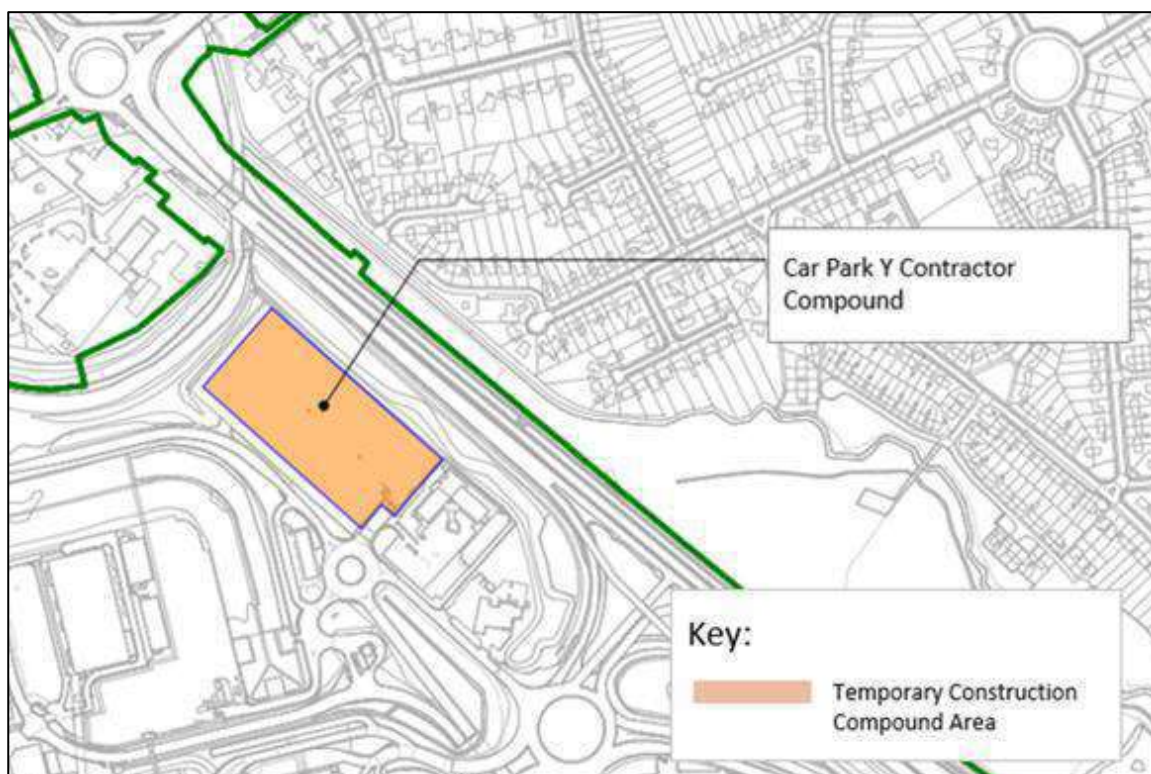 Car Park Y Contractor
Compound
Key:
Temporary Construction
Compound Area